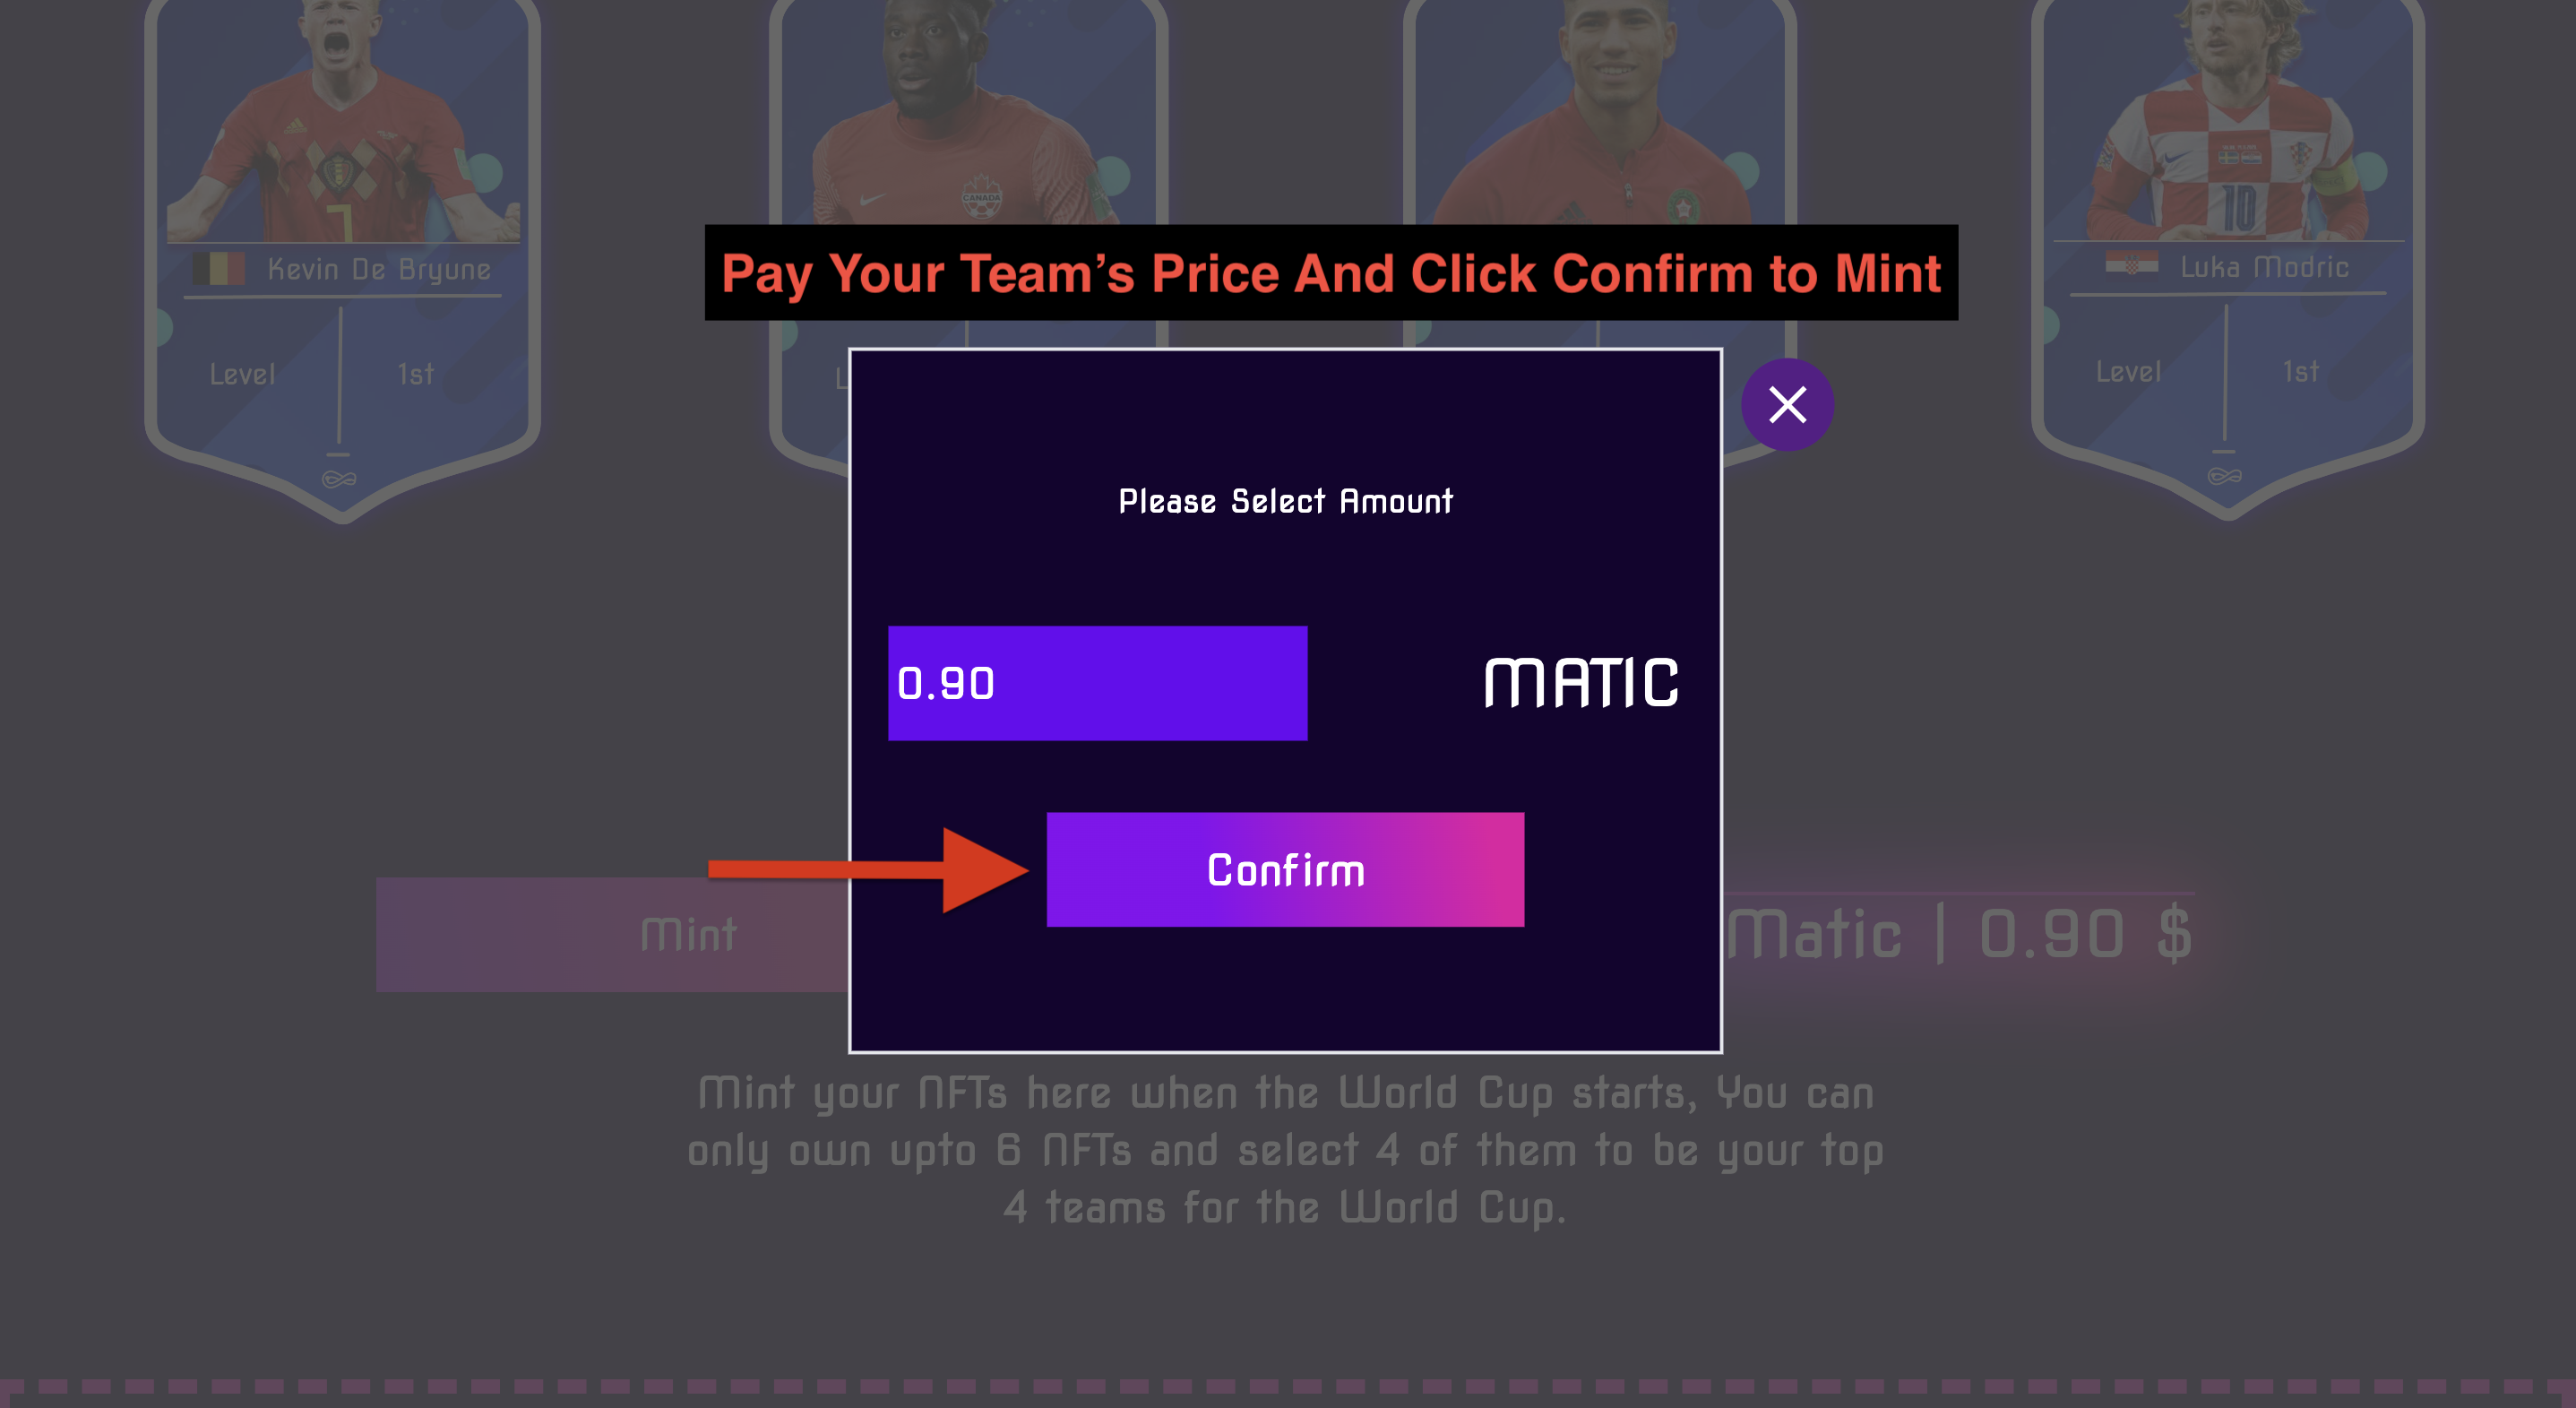 CANADA
10
Kevin De Bryune
Luka Modric
Pay Your Team’s Price And Click Confirm to Mint
Level 1st
L
Level 1st
Please Select Amount
0.90 MATIC
Confirm
Mint
Matic | 0.90 $
Mint your NFTs here when the World Cup starts, You can
only own upto 6 NFTs and select 4 of them to be your top
4 teams for the World Cup.